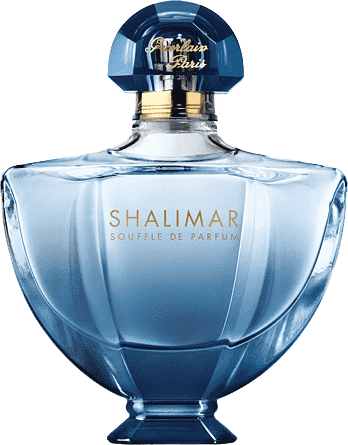 Guerlain
Paris
SHALIMAR
SOUFFLE DE PARFUM